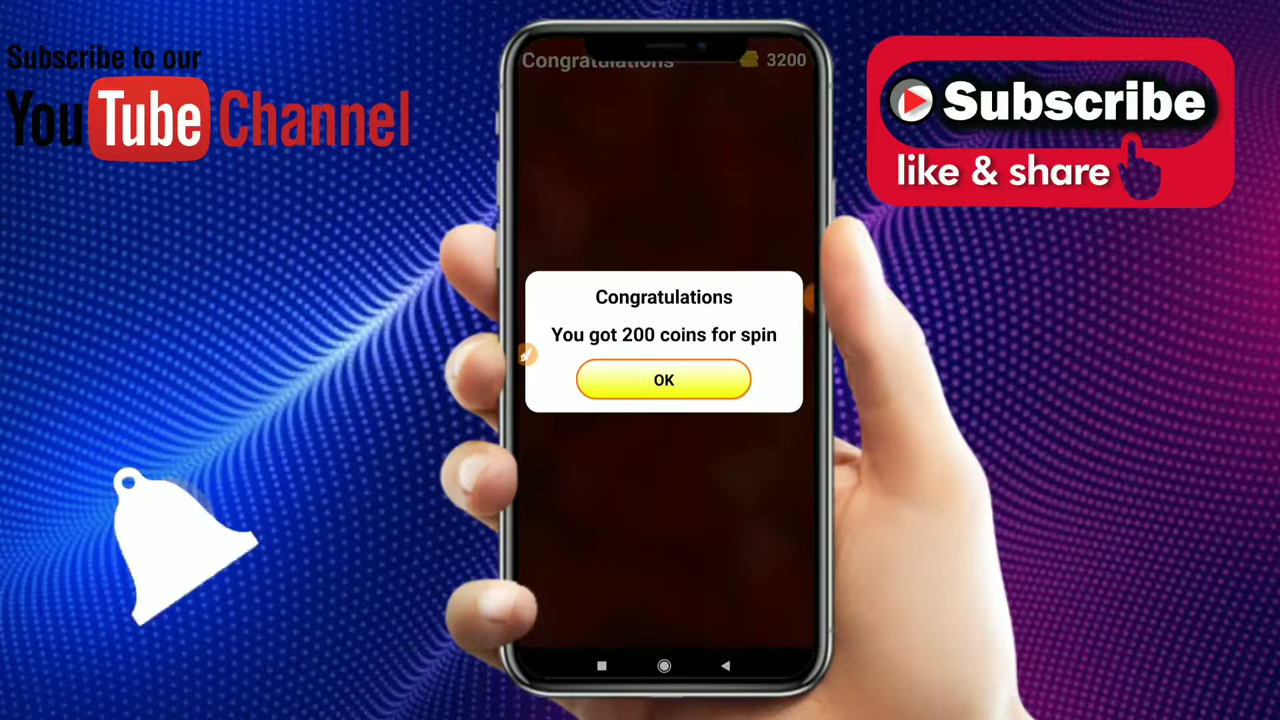 Subscribe to our
YouTube Channel
Congratulations
3200
Subscribe
like & share
Congratulations
You got 200 coins for spin
OK